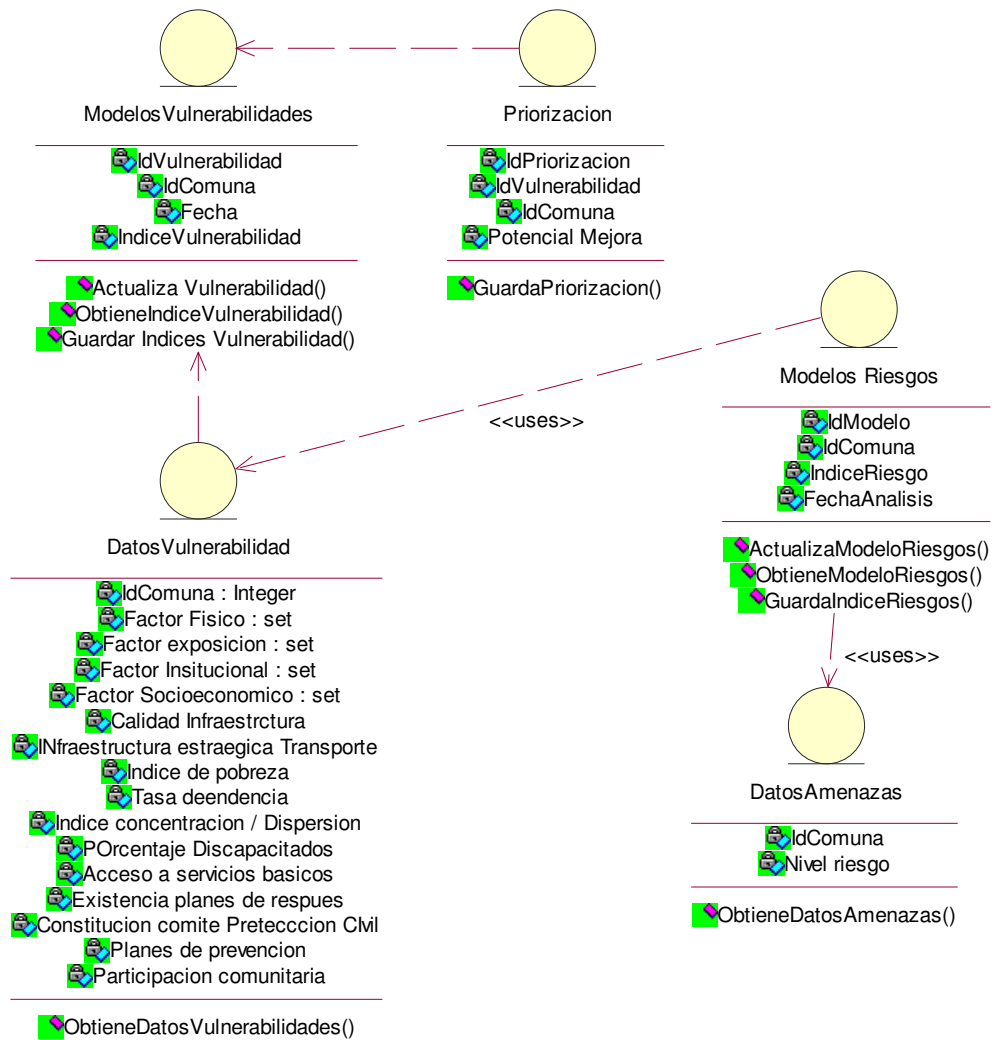 ModelosVulnerabilidades
IdVulnerabilidad
IdComuna
Fecha
IndiceVulnerabilidad
Actualiza Vulnerabilidad()
ObtieneIndiceVulnerabilidad()
Guardar Indices Vulnerabilidad()
Priorizacion
IdPriorizacion
IdVulnerabilidad
IdComuna
Potencial Mejora
GuardaPriorizacion()
<<uses>>
Modelos Riesgos
IdModelo
IdComuna
IndiceRiesgo
FechaAnalisis
ActualizaModeloRiesgos()
ObtieneModeloRiesgos()
GuardaIndiceRiesgos()
<<uses>>
DatosVulnerabilidad
IdComuna : Integer
Factor Fisico : set
Factor exposicion : set
Factor Insitucional : set
Factor Socioeconomico : set
Calidad Infraestrctura
INfraestructura estraegica Transporte
Indice de pobreza
Tasa deendencia
Indice concentracion / Dispersion
POrcentaje Discapacitados
Acceso a servicios basicos
Existencia planes de respues
Constitucion comite Pretecccion CIvil
Planes de prevencion
Participacion comunitaria
ObtieneDatosVulnerabilidades()
DatosAmenazas
IdComuna
Nivel riesgo
ObtieneDatosAmenazas()